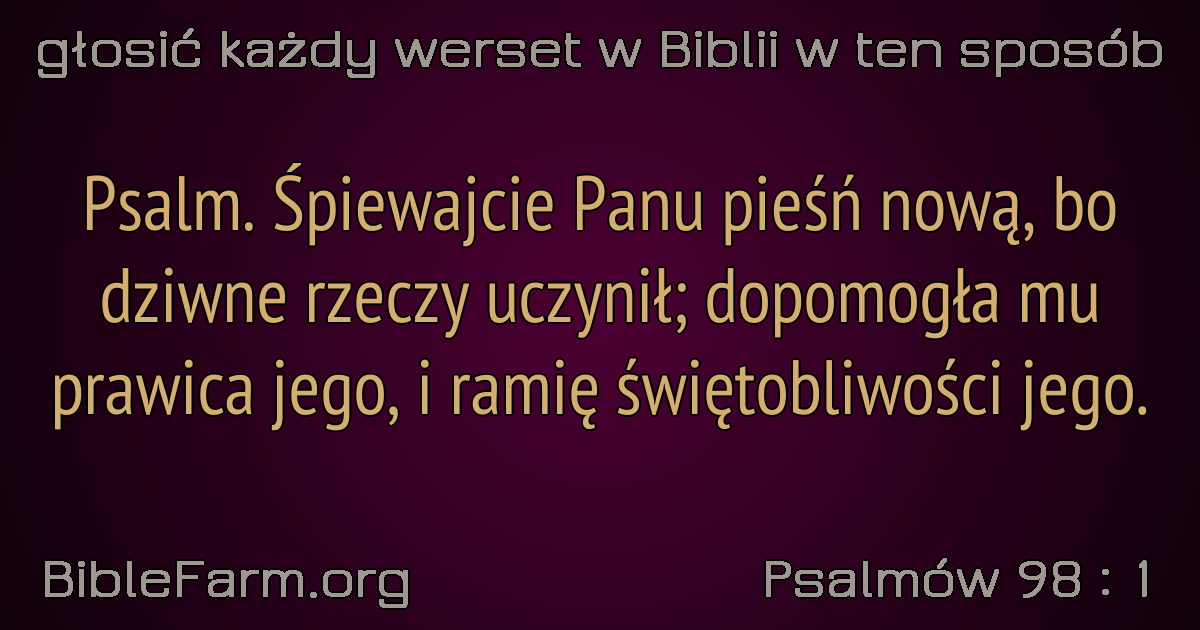 głosić każdy werset w Biblii w ten sposób
Psalm. Śpiewajcie Panu pieśń nową, bo
dziwne rzeczy uczynił; dopomogła mu
prawica jego, i ramię świętobliwości jego.
BibleFarm.org
Psalmów 98 : 1